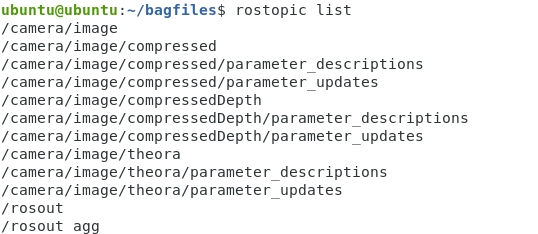 ubuntu@ubuntu:~/bagfiles$ rostopic list
/camera/image
/camera/image/compressed
/camera/image/compressed/parameter_descriptions
/camera/image/compressed/parameter_updates
/camera/image/compressedDepth
/camera/image/compressedDepth/parameter_descriptions
/camera/image/compressedDepth/parameter_updates
/camera/image/theora
/camera/image/theora/parameter_descriptions
/camera/image/theora/parameter_updates
/rosout
/rosout agg